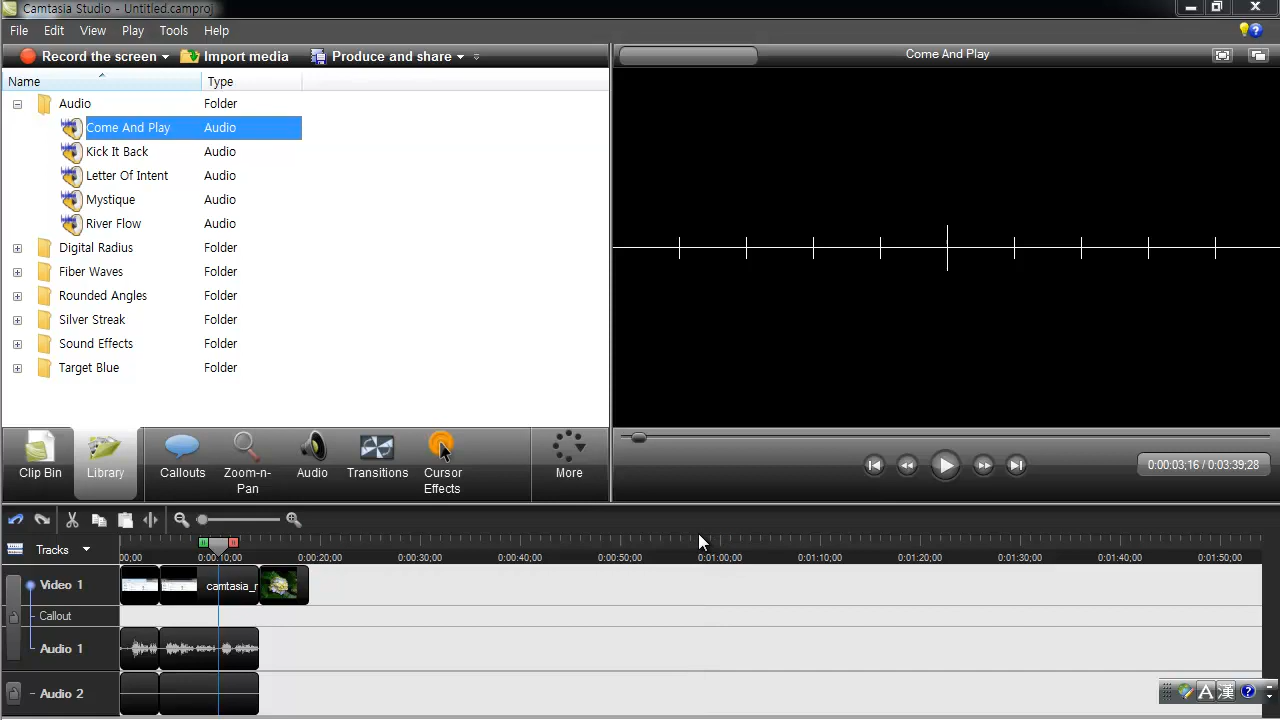 Camtasia Studio - Untitled.camproj
File Edit View Play Tools Help
Record the screen Import media Produce and share
Come And Play
Name Type
Audio Folder
Come And Play Audio
Kick It Back Audio
Letter Of Intent Audio
Mystique Audio
River Flow Audio
Digital Radius Folder
Fiber Waves Folder
Rounded Angles Folder
Silver Streak Folder
Sound Effects Folder
Target Blue Folder
Clip Bin
Library
Callouts
Zoom-n-
Pan
Audio
Transitions
Cursor
Effects
More
0:00:03;16 / 0:03:39;28
Tracks
00;00 0:00:10;00 0:00:20;00 0:00:30;00 0:00:40;00 0:00:50;00 0:01:00;00 0:01:10;00 0:01:20;00 0:01:30;00 0:01:40;00 0:01:50;00
Video 1
camtasia_r
Callout
Audio 1
Audio 2
A 漢